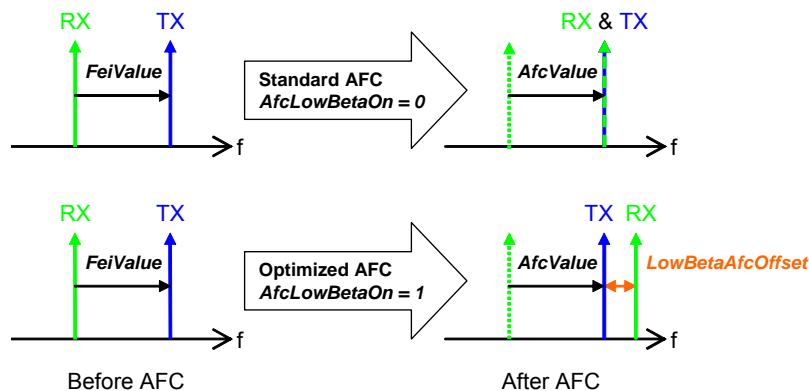 RX TX RX & TX
FeiValue Standard AFC AfcValue
AfcLowBetaOn = 0
f f
RX TX TX RX
FeiValue Optimized AFC AfcValue LowBetaAfcOffset
AfcLowBetaOn = 1
f f
Before AFC After AFC